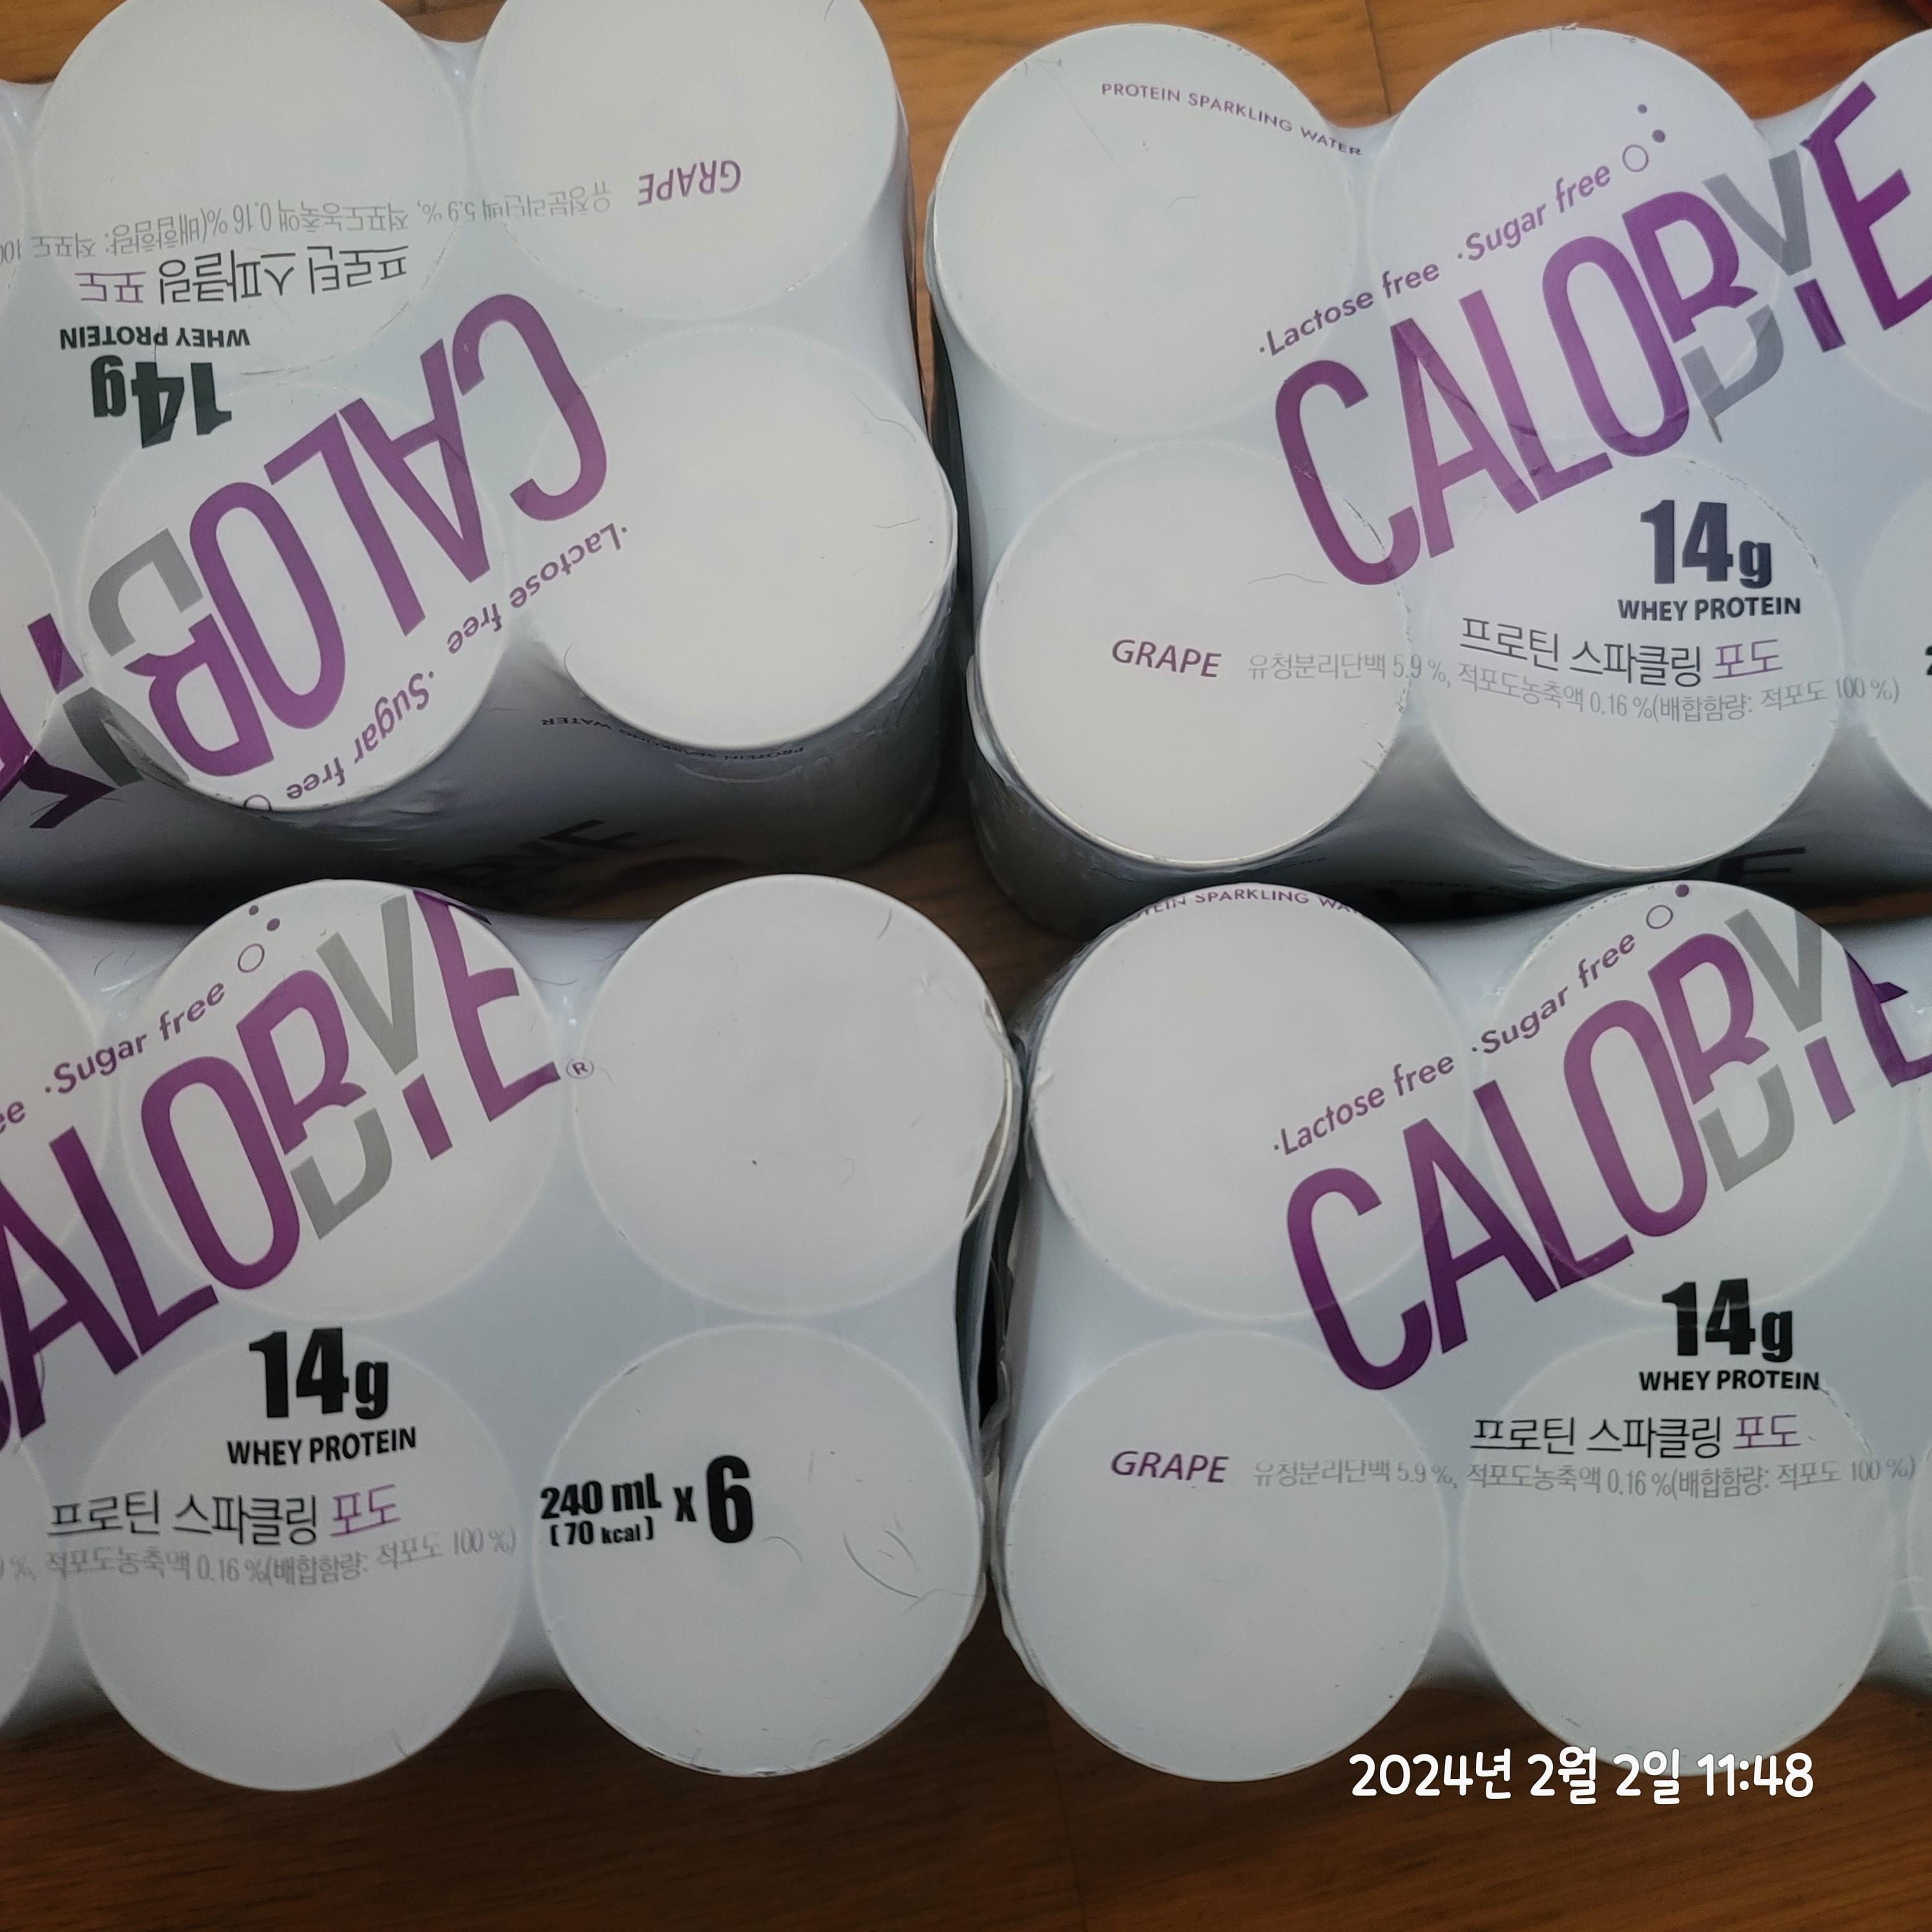 GRAPE
유청분리단백 5.9 %, 적포도농축액 0.16 %(배합함량: 적포도 100
프로틴 스파클링 포도
WHEY PROTEIN
14g
CALOBY
·Lactose free ·Sugar free
PROTEIN SPARKLING WATER
PROTEIN SPARKLING WATER
·Lactose free ·Sugar free
CALOBYE
14g
WHEY PROTEIN
프로틴 스파클링 포도
GRAPE 유청분리단백 5.9 %, 적포도농축액 0.16 %(배합함량: 적포도 100 %)
·Sugar free
CALOBYE®
14g
WHEY PROTEIN
프로틴 스파클링 포도
%, 적포도농축액 0.16 %(배합함량: 적포도 100 %)
240 mL x 6
(70 kcal)
SPARKLING
·Lactose free ·Sugar free
CALOBYE
14g
WHEY PROTEIN
프로틴 스파클링 포도
GRAPE 유청분리단백 5.9 %, 적포도농축액 0.16 %(배합함량: 적포도 100 %)
2024년 2월 2일 11:48